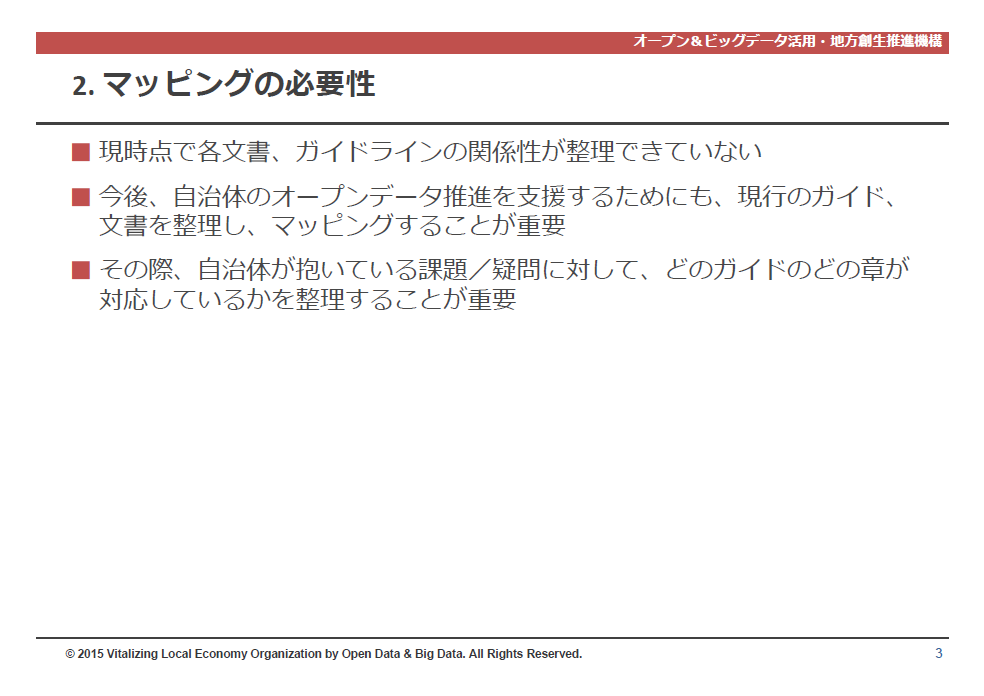 オープン＆ビッグデータ活用・地方創生推進機構
2. マッピングの必要性
■ 現時点で各文書、ガイドラインの関係性が整理できていない
■ 今後、自治体のオープンデータ推進を支援するためにも、現行のガイド、
文書を整理し、マッピングすることが重要
■ その際、自治体が抱いている課題／疑問に対して、どのガイドのどの章が
対応しているかを整理することが重要
© 2015 Vitalizing Local Economy Organization by Open Data & Big Data. All Rights Reserved.
3